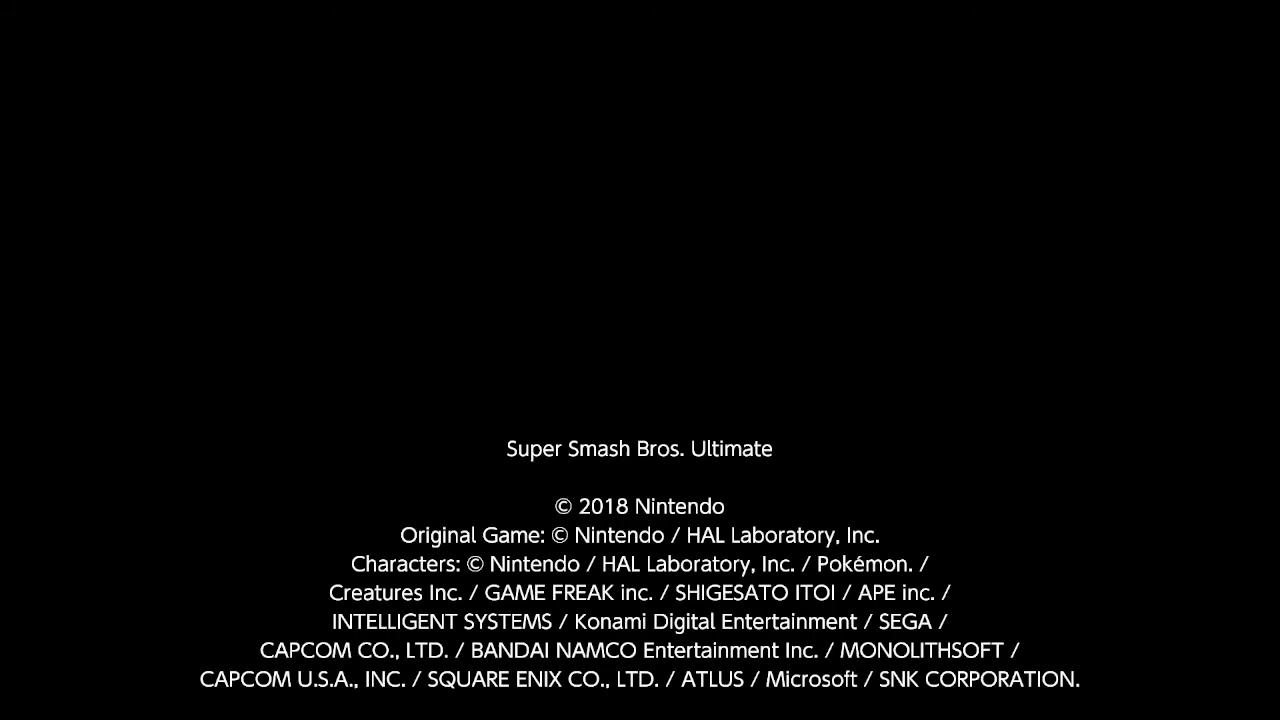 Super Smash Bros. Ultimate
© 2018 Nintendo
Original Game: © Nintendo / HAL Laboratory, Inc.
Characters: © Nintendo / HAL Laboratory, Inc. / Pokémon. /
Creatures Inc. / GAME FREAK inc. / SHIGESATO ITOI / APE inc. /
INTELLIGENT SYSTEMS / Konami Digital Entertainment / SEGA /
CAPCOM CO., LTD. / BANDAI NAMCO Entertainment Inc. / MONOLITHSOFT /
CAPCOM U.S.A., INC. / SQUARE ENIX CO., LTD. / ATLUS / Microsoft / SNK CORPORATION.